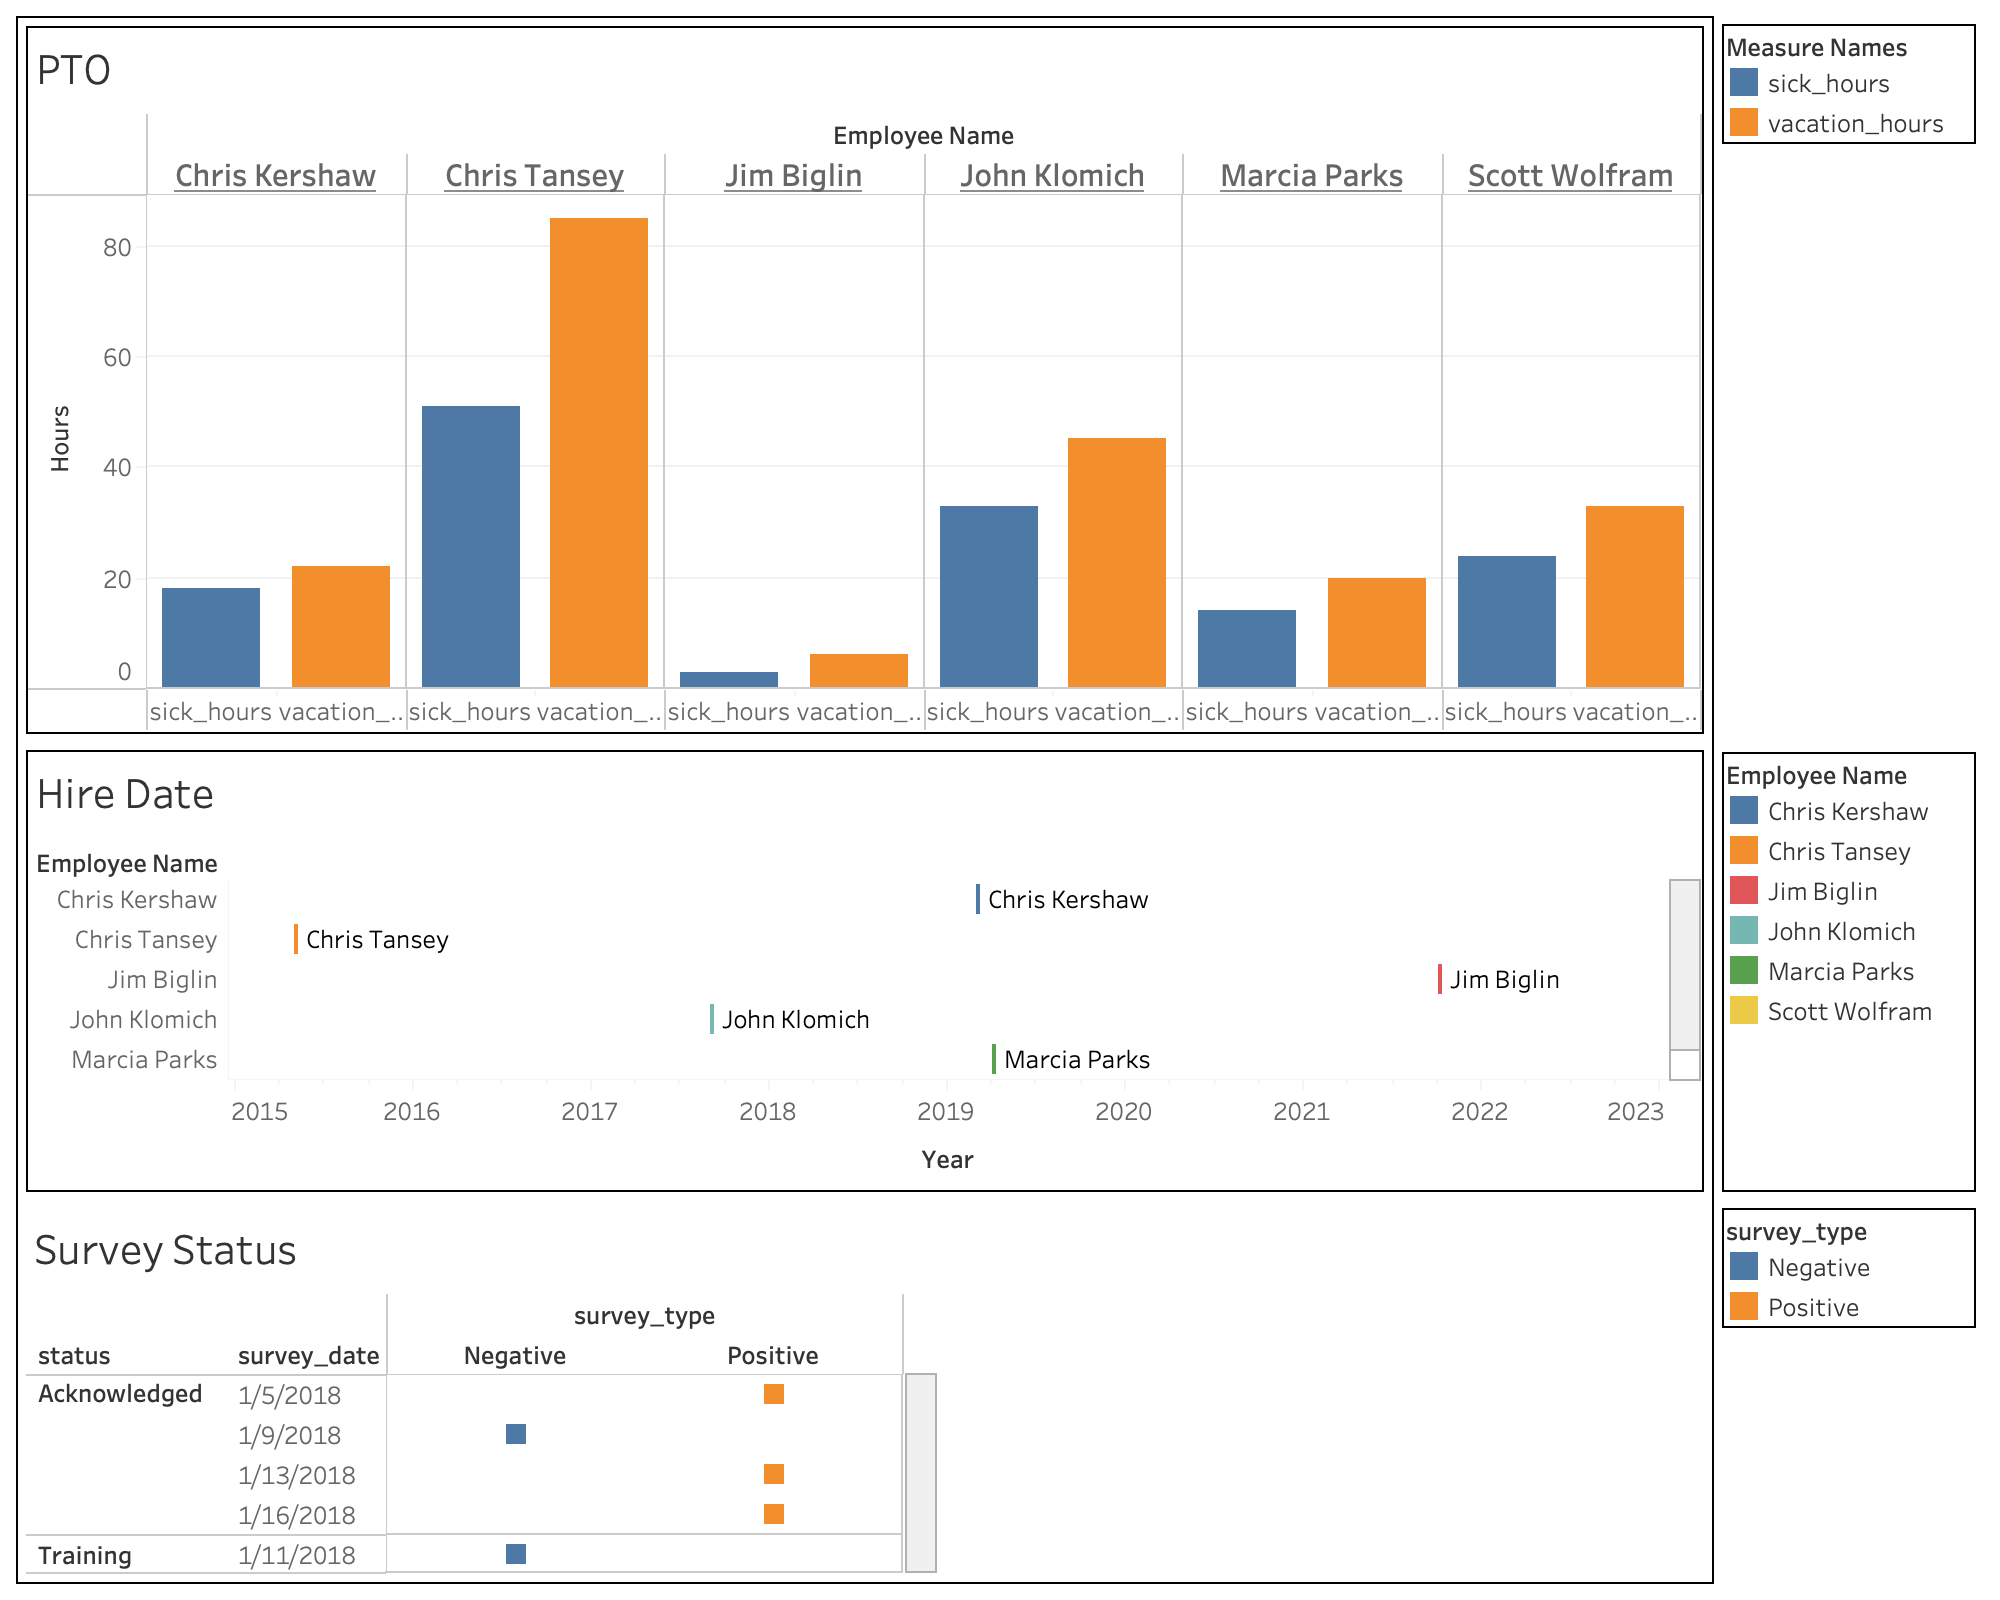 PTO
Measure Names
sick_hours
vacation_hours
Employee Name
Chris Kershaw Chris Tansey Jim Biglin John Klomich Marcia Parks Scott Wolfram
Hours
80
60
40
20
0
sick_hours vacation_.. sick_hours vacation_.. sick_hours vacation_.. sick_hours vacation_.. sick_hours vacation_.. sick_hours vacation_..
Hire Date
Employee Name
Chris Kershaw Chris Kershaw
Chris Tansey Chris Tansey
Jim Biglin Jim Biglin
John Klomich John Klomich
Marcia Parks Marcia Parks
2015 2016 2017 2018 2019 2020 2021 2022 2023
Year
Employee Name
Chris Kershaw
Chris Tansey
Jim Biglin
John Klomich
Marcia Parks
Scott Wolfram
Survey Status
survey_type
status survey_date Negative Positive
Acknowledged 1/5/2018
1/9/2018
1/13/2018
1/16/2018
Training 1/11/2018
survey_type
Negative
Positive